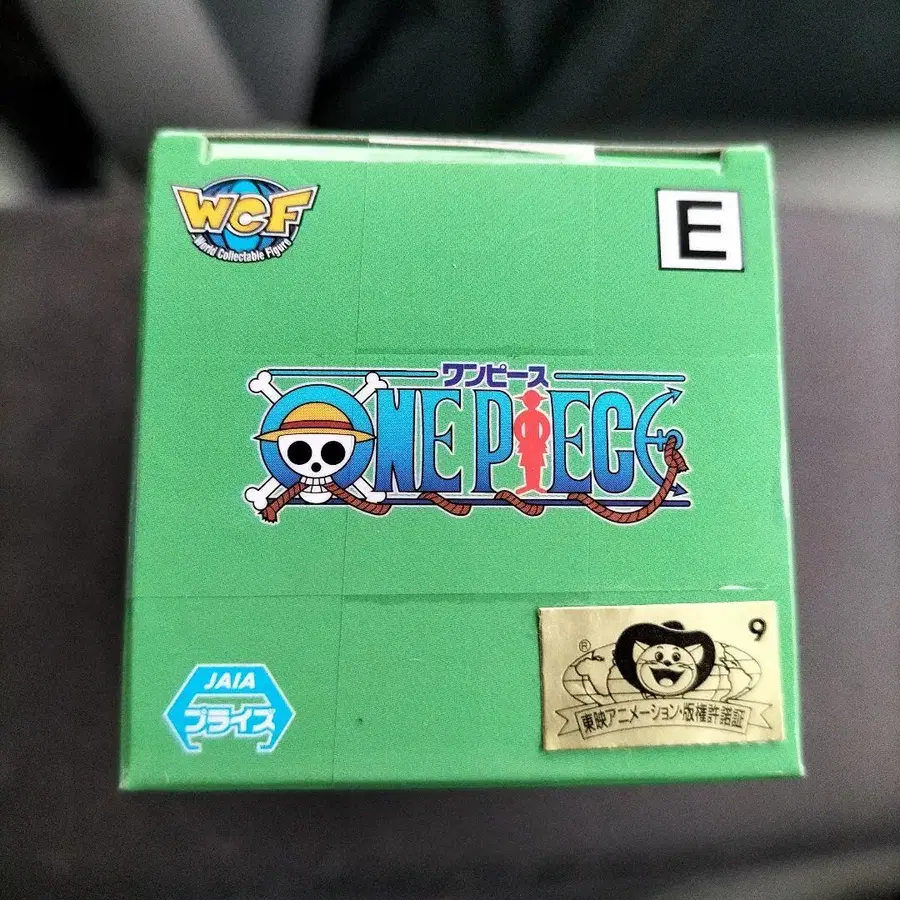 WCF
World Collectable Figure
E
ワンピース
ONE PIECE
9
®
東映アニメーション・版権許諾証
JAIA
プライズ